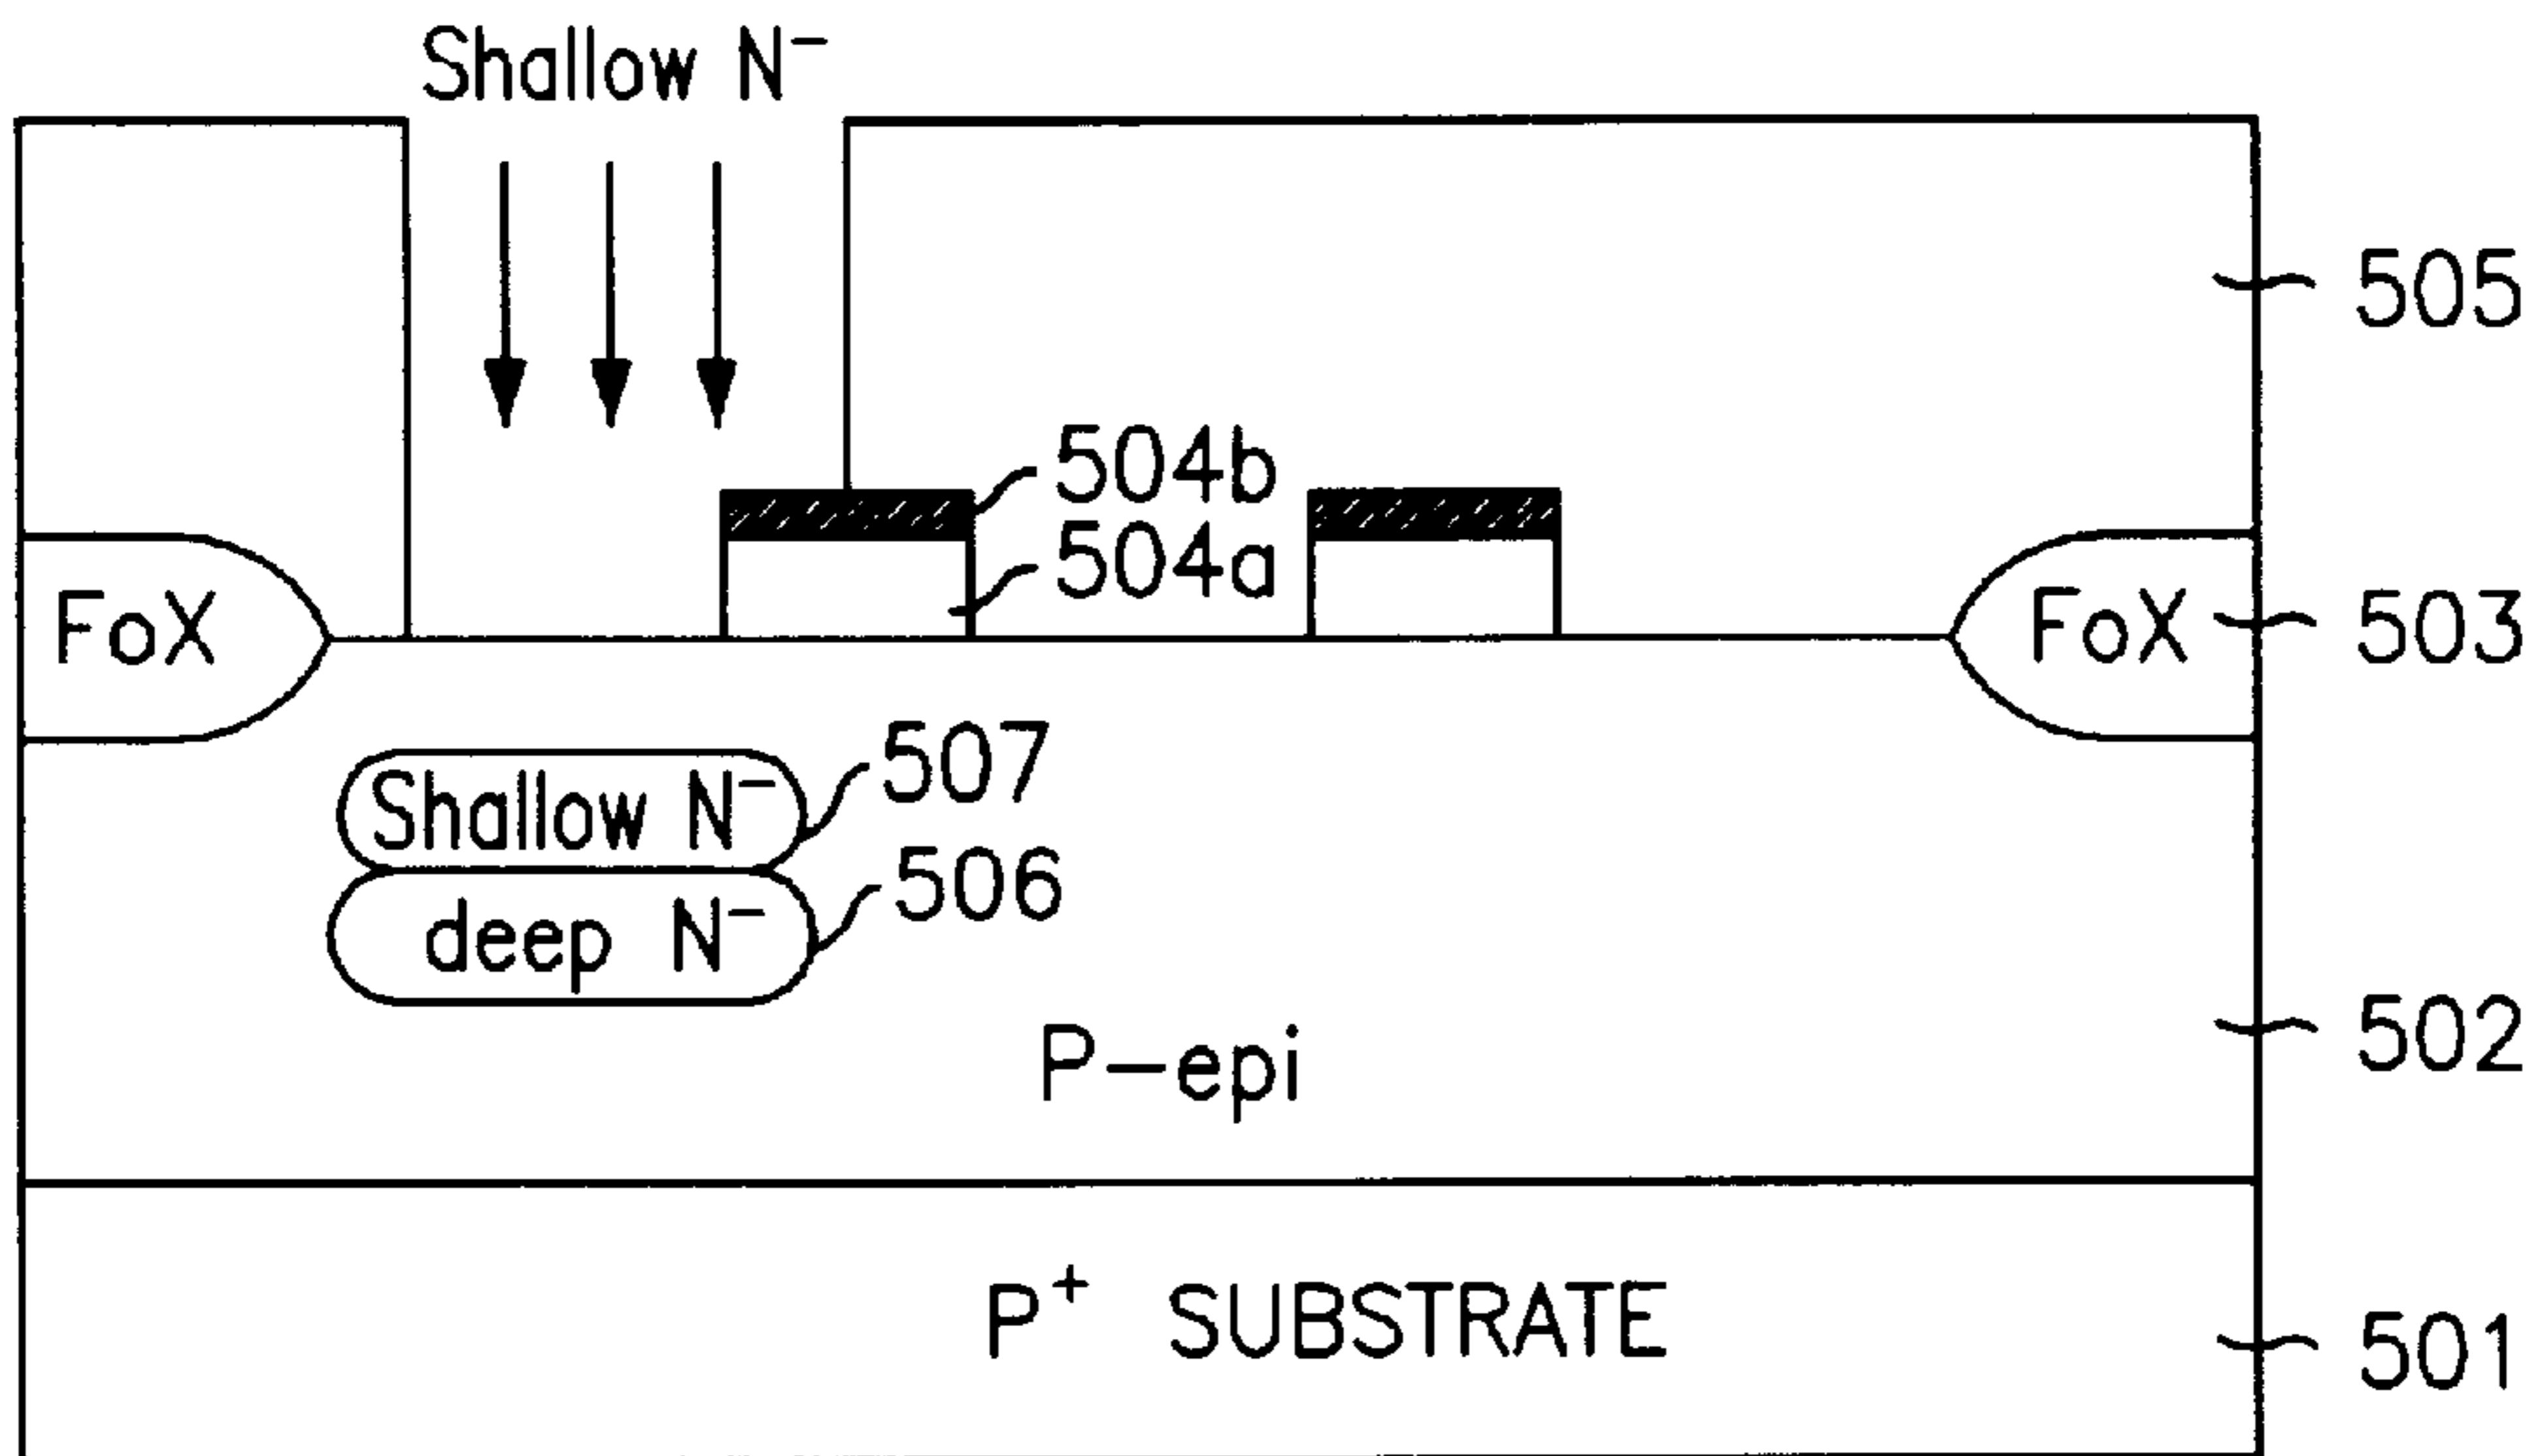 Shallow N⁻
505
504b
504a
FoX
FoX
503
507
Shallow N⁻
506
deep N⁻
502
P-epi
P⁺ SUBSTRATE
501